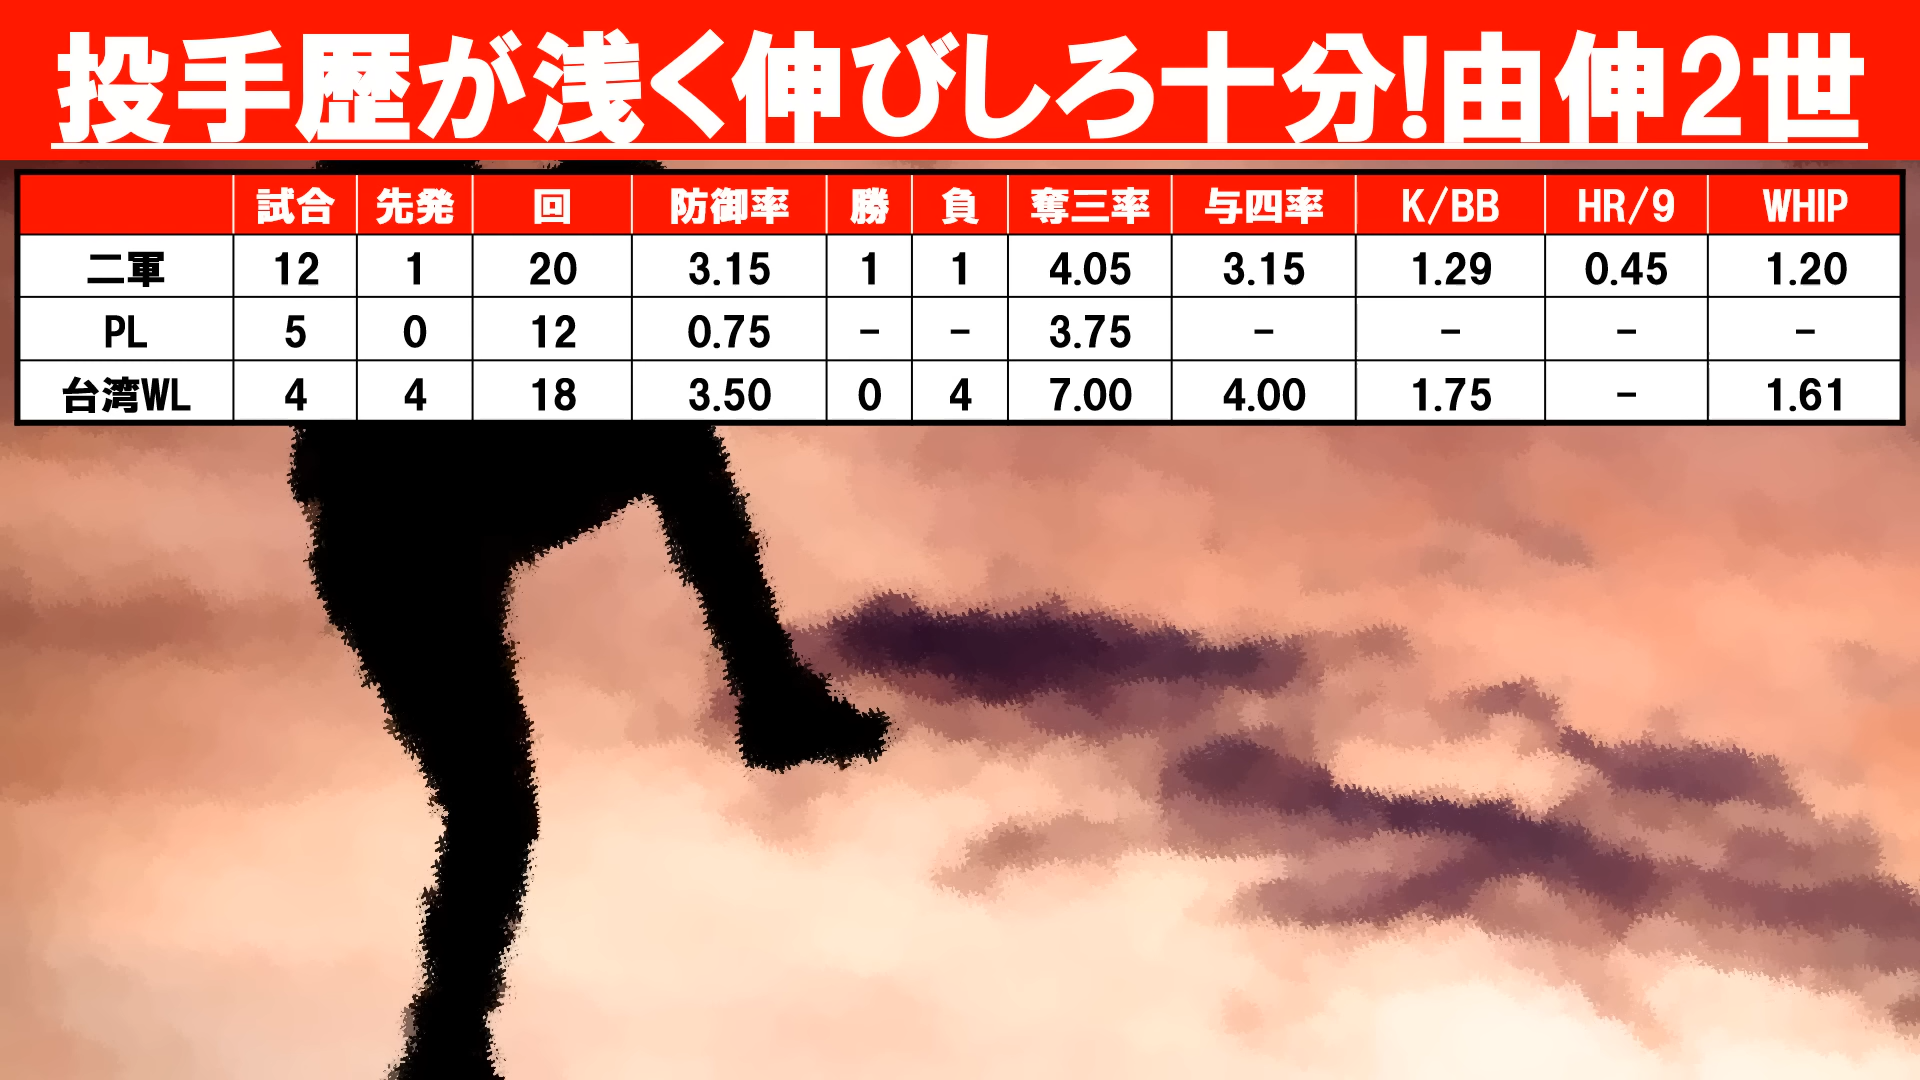 投手歴が浅く伸びしろ十分!由伸2世
試合 先発 回 防御率 勝 負 奪三率 与四率 K/BB HR/9 WHIP
二軍 12 1 20 3.15 1 1 4.05 3.15 1.29 0.45 1.20
PL 5 0 12 0.75 - - 3.75 - - - -
台湾WL 4 4 18 3.50 0 4 7.00 4.00 1.75 - 1.61